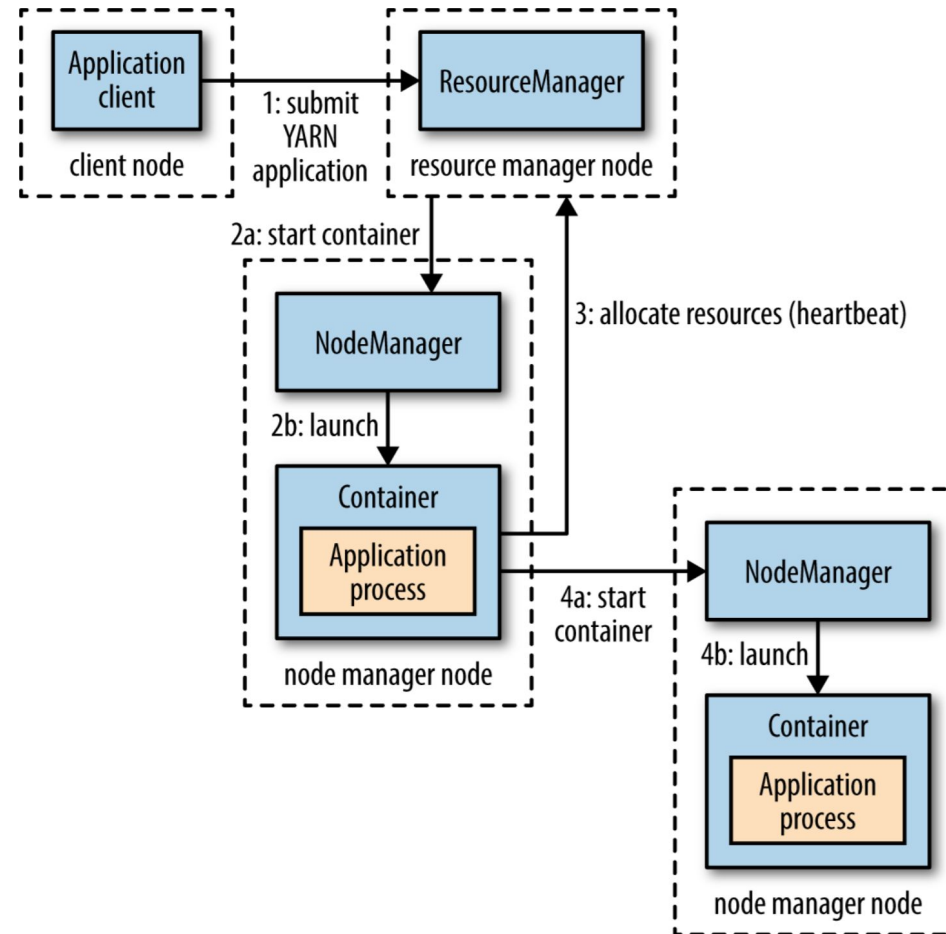 Application
client
client node
1: submit
YARN
application
ResourceManager
resource manager node
2a: start container
NodeManager
2b: launch
Container
Application
process
node manager node
3: allocate resources (heartbeat)
4a: start
container
NodeManager
4b: launch
Container
Application
process
node manager node